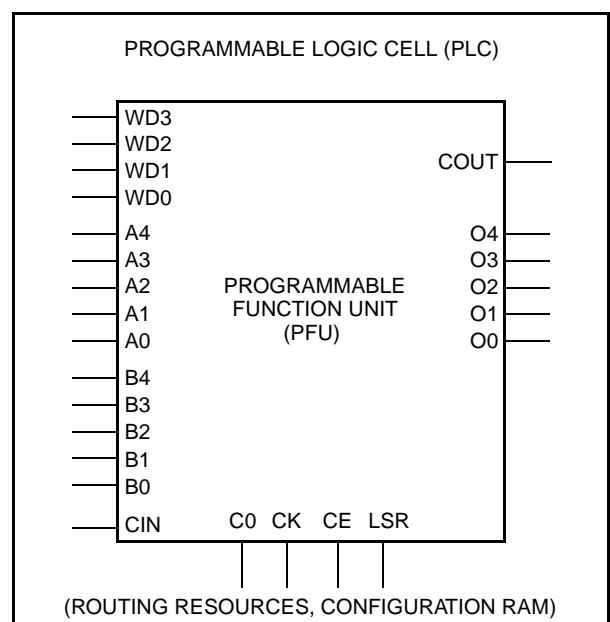 PROGRAMMABLE LOGIC CELL (PLC)
WD3
WD2
WD1
WD0
A4
A3
A2
A1
A0
B4
B3
B2
B1
B0
CIN
PROGRAMMABLE
FUNCTION UNIT
(PFU)
COUT
O4
O3
O2
O1
O0
C0 CK CE LSR
(ROUTING RESOURCES, CONFIGURATION RAM)